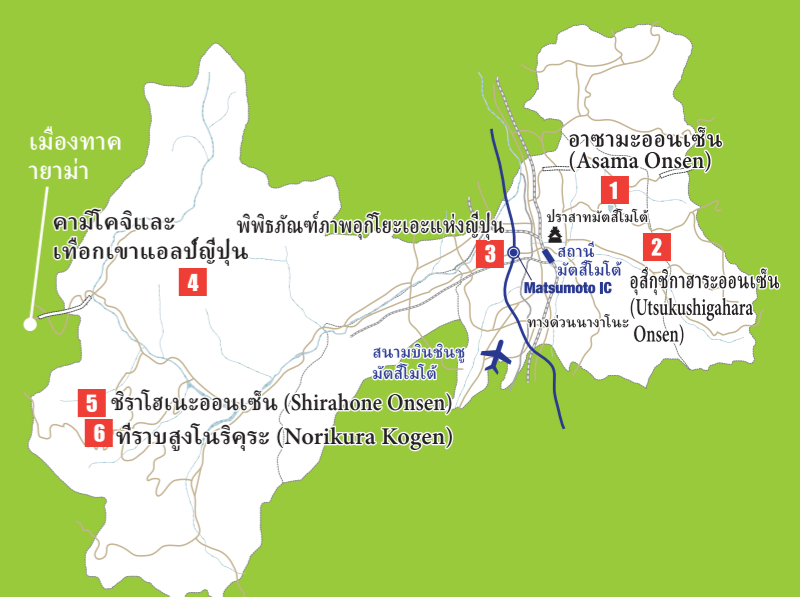 เมืองทาค
ายาม่า
คามิโคจิและ
เทือกเขาแอลป์ญี่ปุ่น
4
พิพิธภัณฑ์ภาพอุกิโยะเอะแห่งญี่ปุ่น
3
อาซามะออนเซ็น
(Asama Onsen)
1
ปราสาทมัตสึโมโต้
2
สถานี
มัตสึโมโต้
Matsumoto IC
อุสึกุชิกาฮาระออนเซ็น
(Utsukushigahara
Onsen)
ทางด่วนนางาโนะ
สนามบินชินชู
มัตสึโมโต้
5 ชิราโฮเนะออนเซ็น (Shirahone Onsen)
6 ที่ราบสูงโนริคุระ (Norikura Kogen)